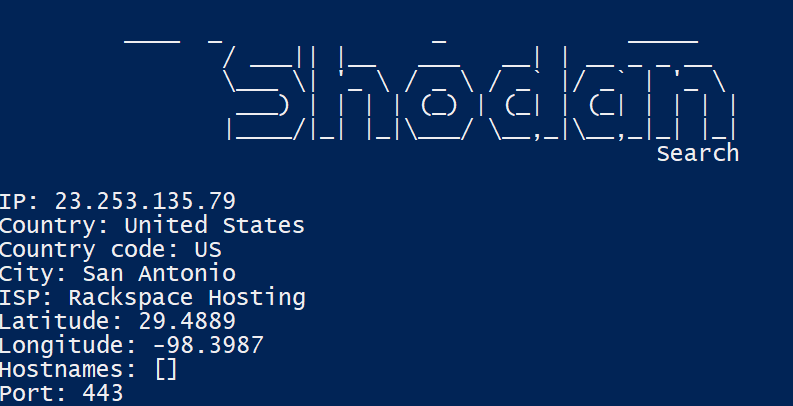 Shodan
Search
IP: 23.253.135.79
Country: United States
Country code: US
City: San Antonio
ISP: Rackspace Hosting
Latitude: 29.4889
Longitude: -98.3987
Hostnames: []
Port: 443